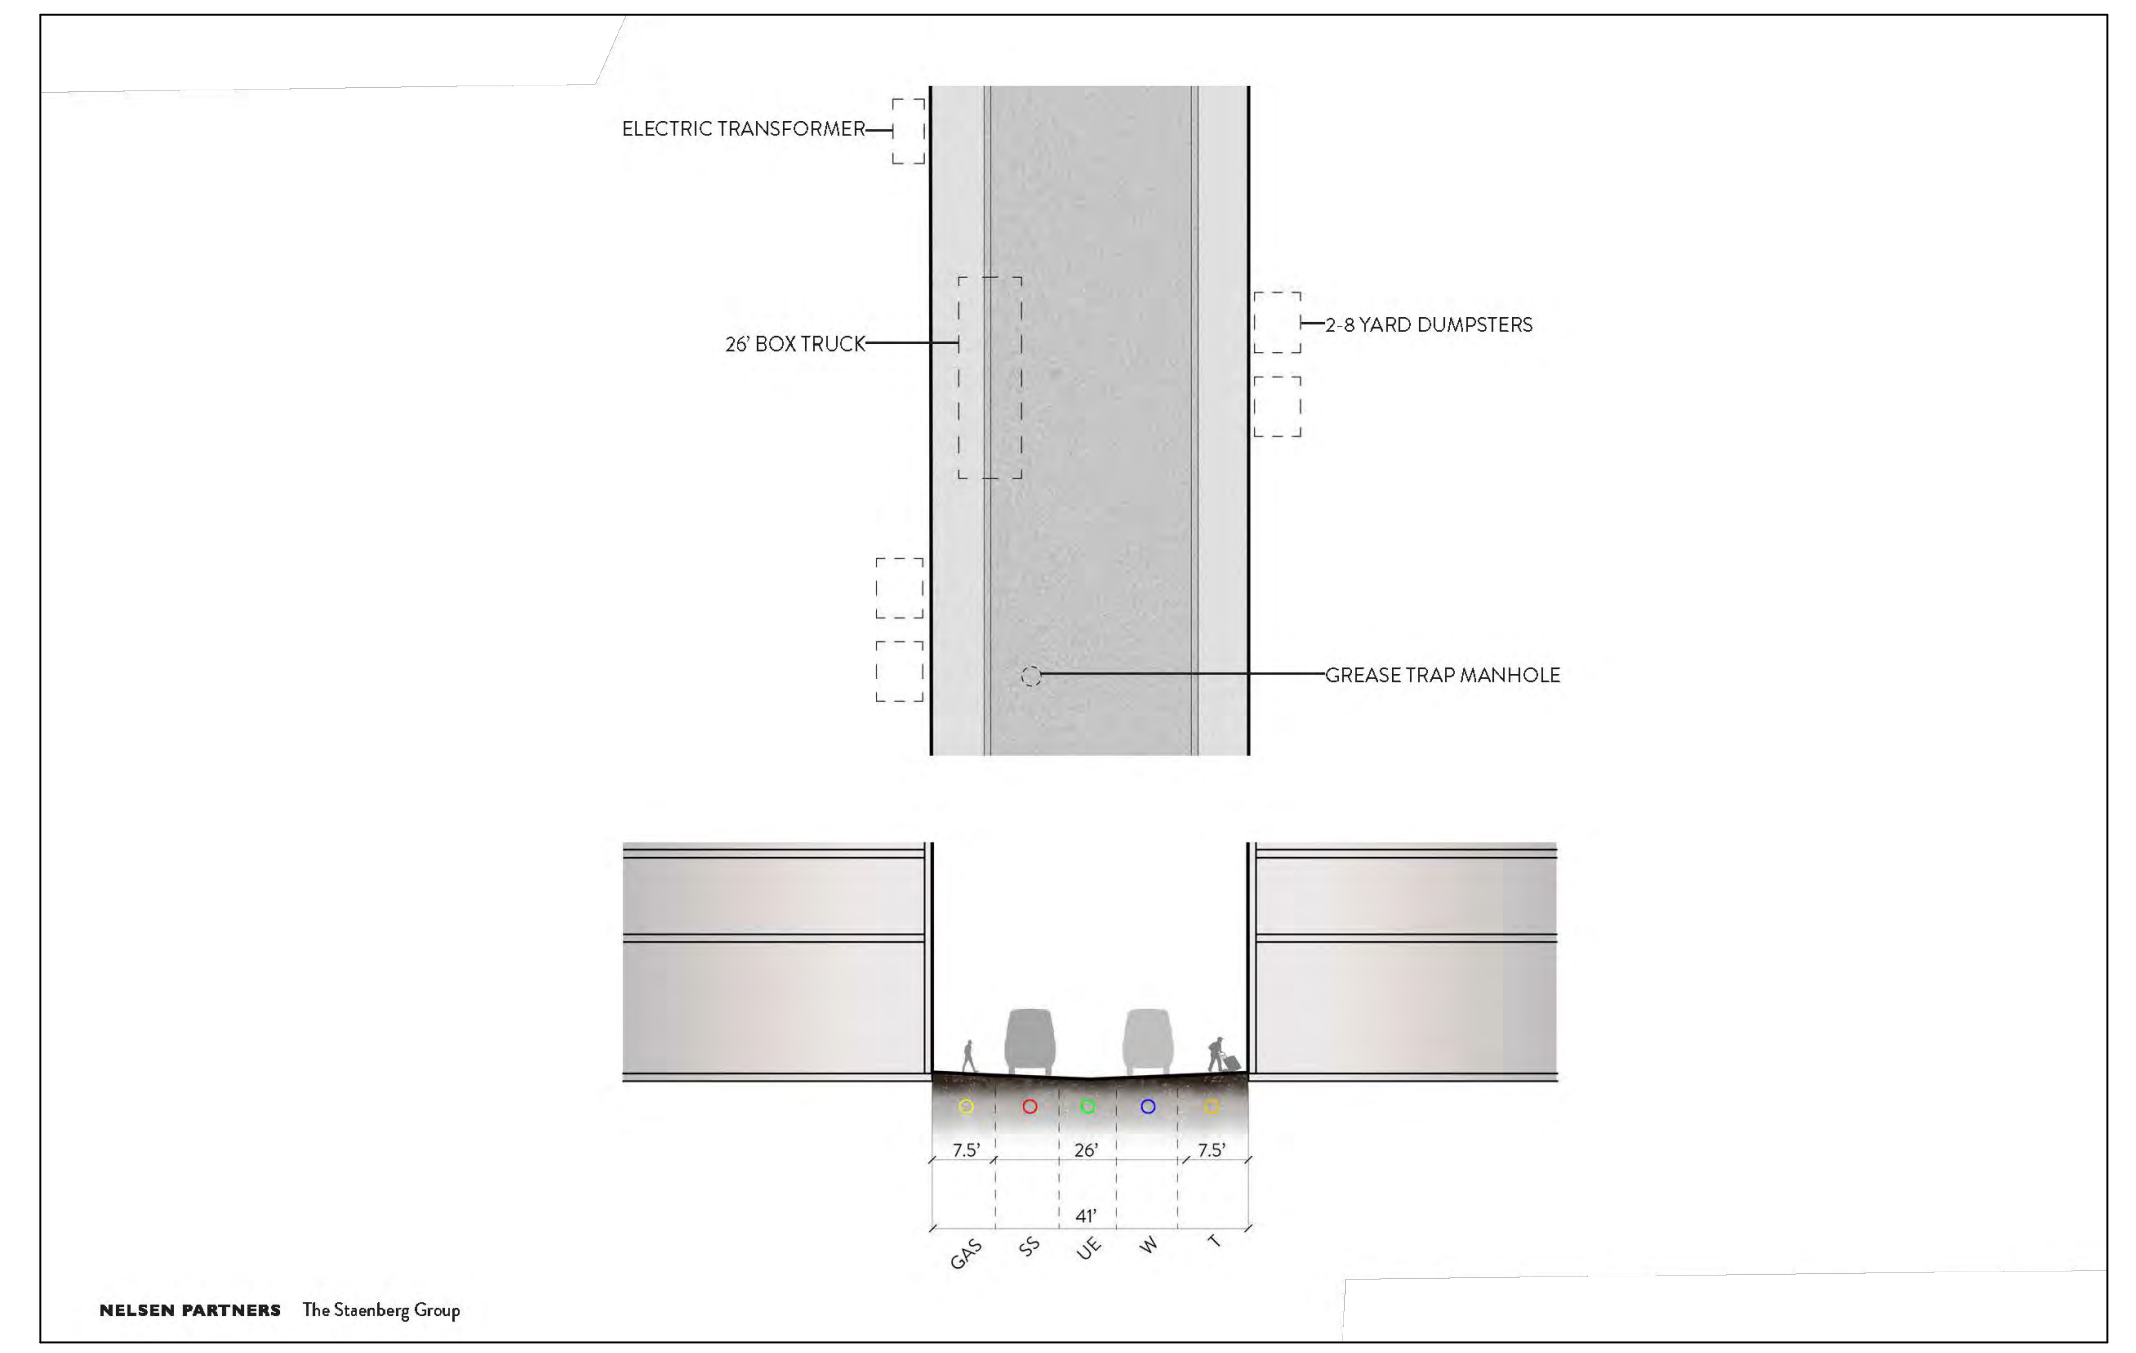 ELECTRIC TRANSFORMER
26' BOX TRUCK
2-8 YARD DUMPSTERS
GREASE TRAP MANHOLE
7.5' 26' 7.5'
41'
GAS SS UE W T
NELSEN PARTNERS The Staenberg Group